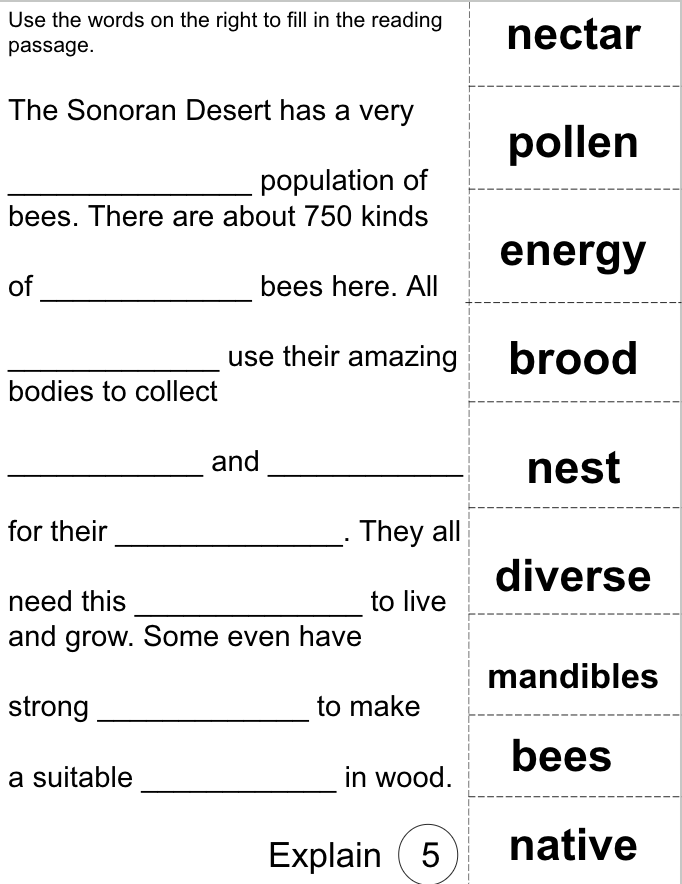 Use the words on the right to fill in the reading
passage.
The Sonoran Desert has a very
_______________ population of
bees. There are about 750 kinds
of _____________ bees here. All
_____________ use their amazing
bodies to collect
____________ and ____________
for their ______________. They all
need this ______________ to live
and grow. Some even have
strong _____________ to make
a suitable ____________ in wood.
Explain 5
nectar
pollen
energy
brood
nest
diverse
mandibles
bees
native